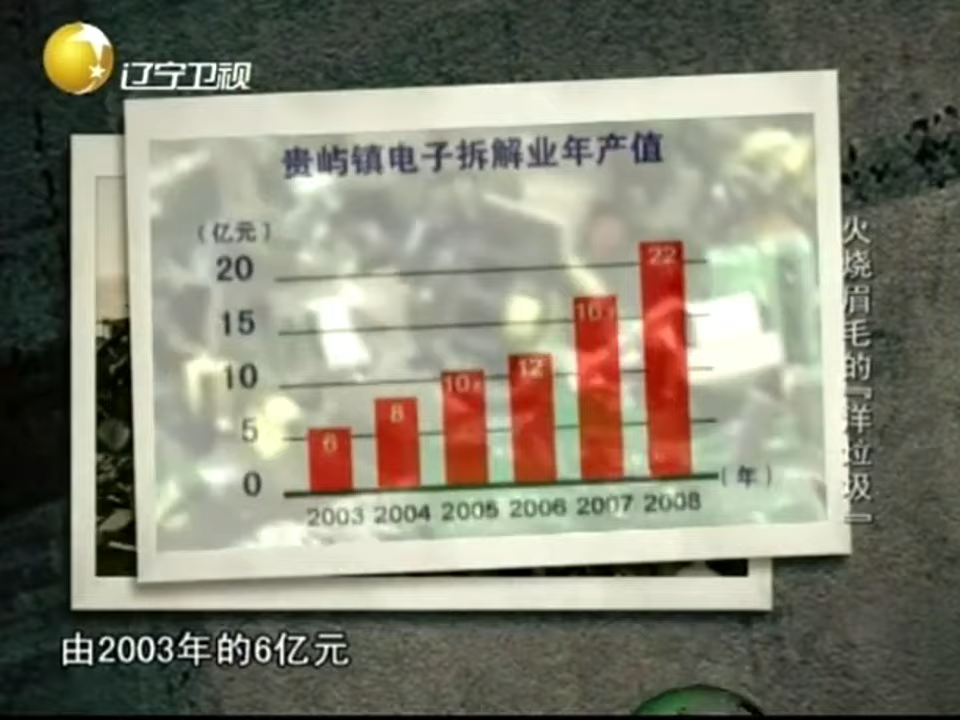 辽宁卫视
贵屿镇电子拆解业年产值
（亿元）
20
15
10
5
0
6
8
12
22
（年）
2003 2004 2005 2006 2007 2008
火烧眉毛的『洋垃圾』
由2003年的6亿元